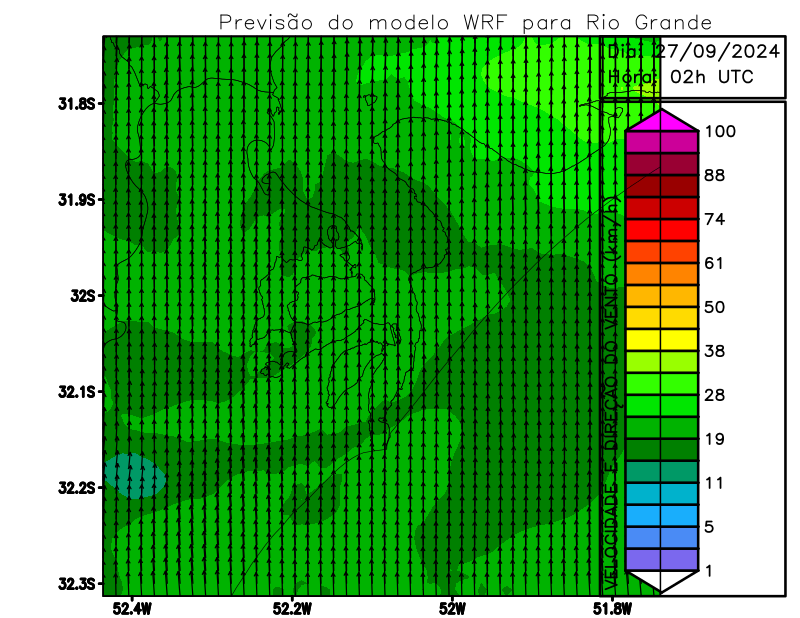 Previsão do modelo WRF para Rio Grande
Dia: 27/09/2024
Hora: 02h UTC
31.8S
31.9S
32S
32.1S
32.2S
32.3S
52.4W
52.2W
52W
51.8W
VELOCIDADE E DIREÇÃO DO VENTO (km/h)
100
88
74
61
50
38
28
19
11
5
1